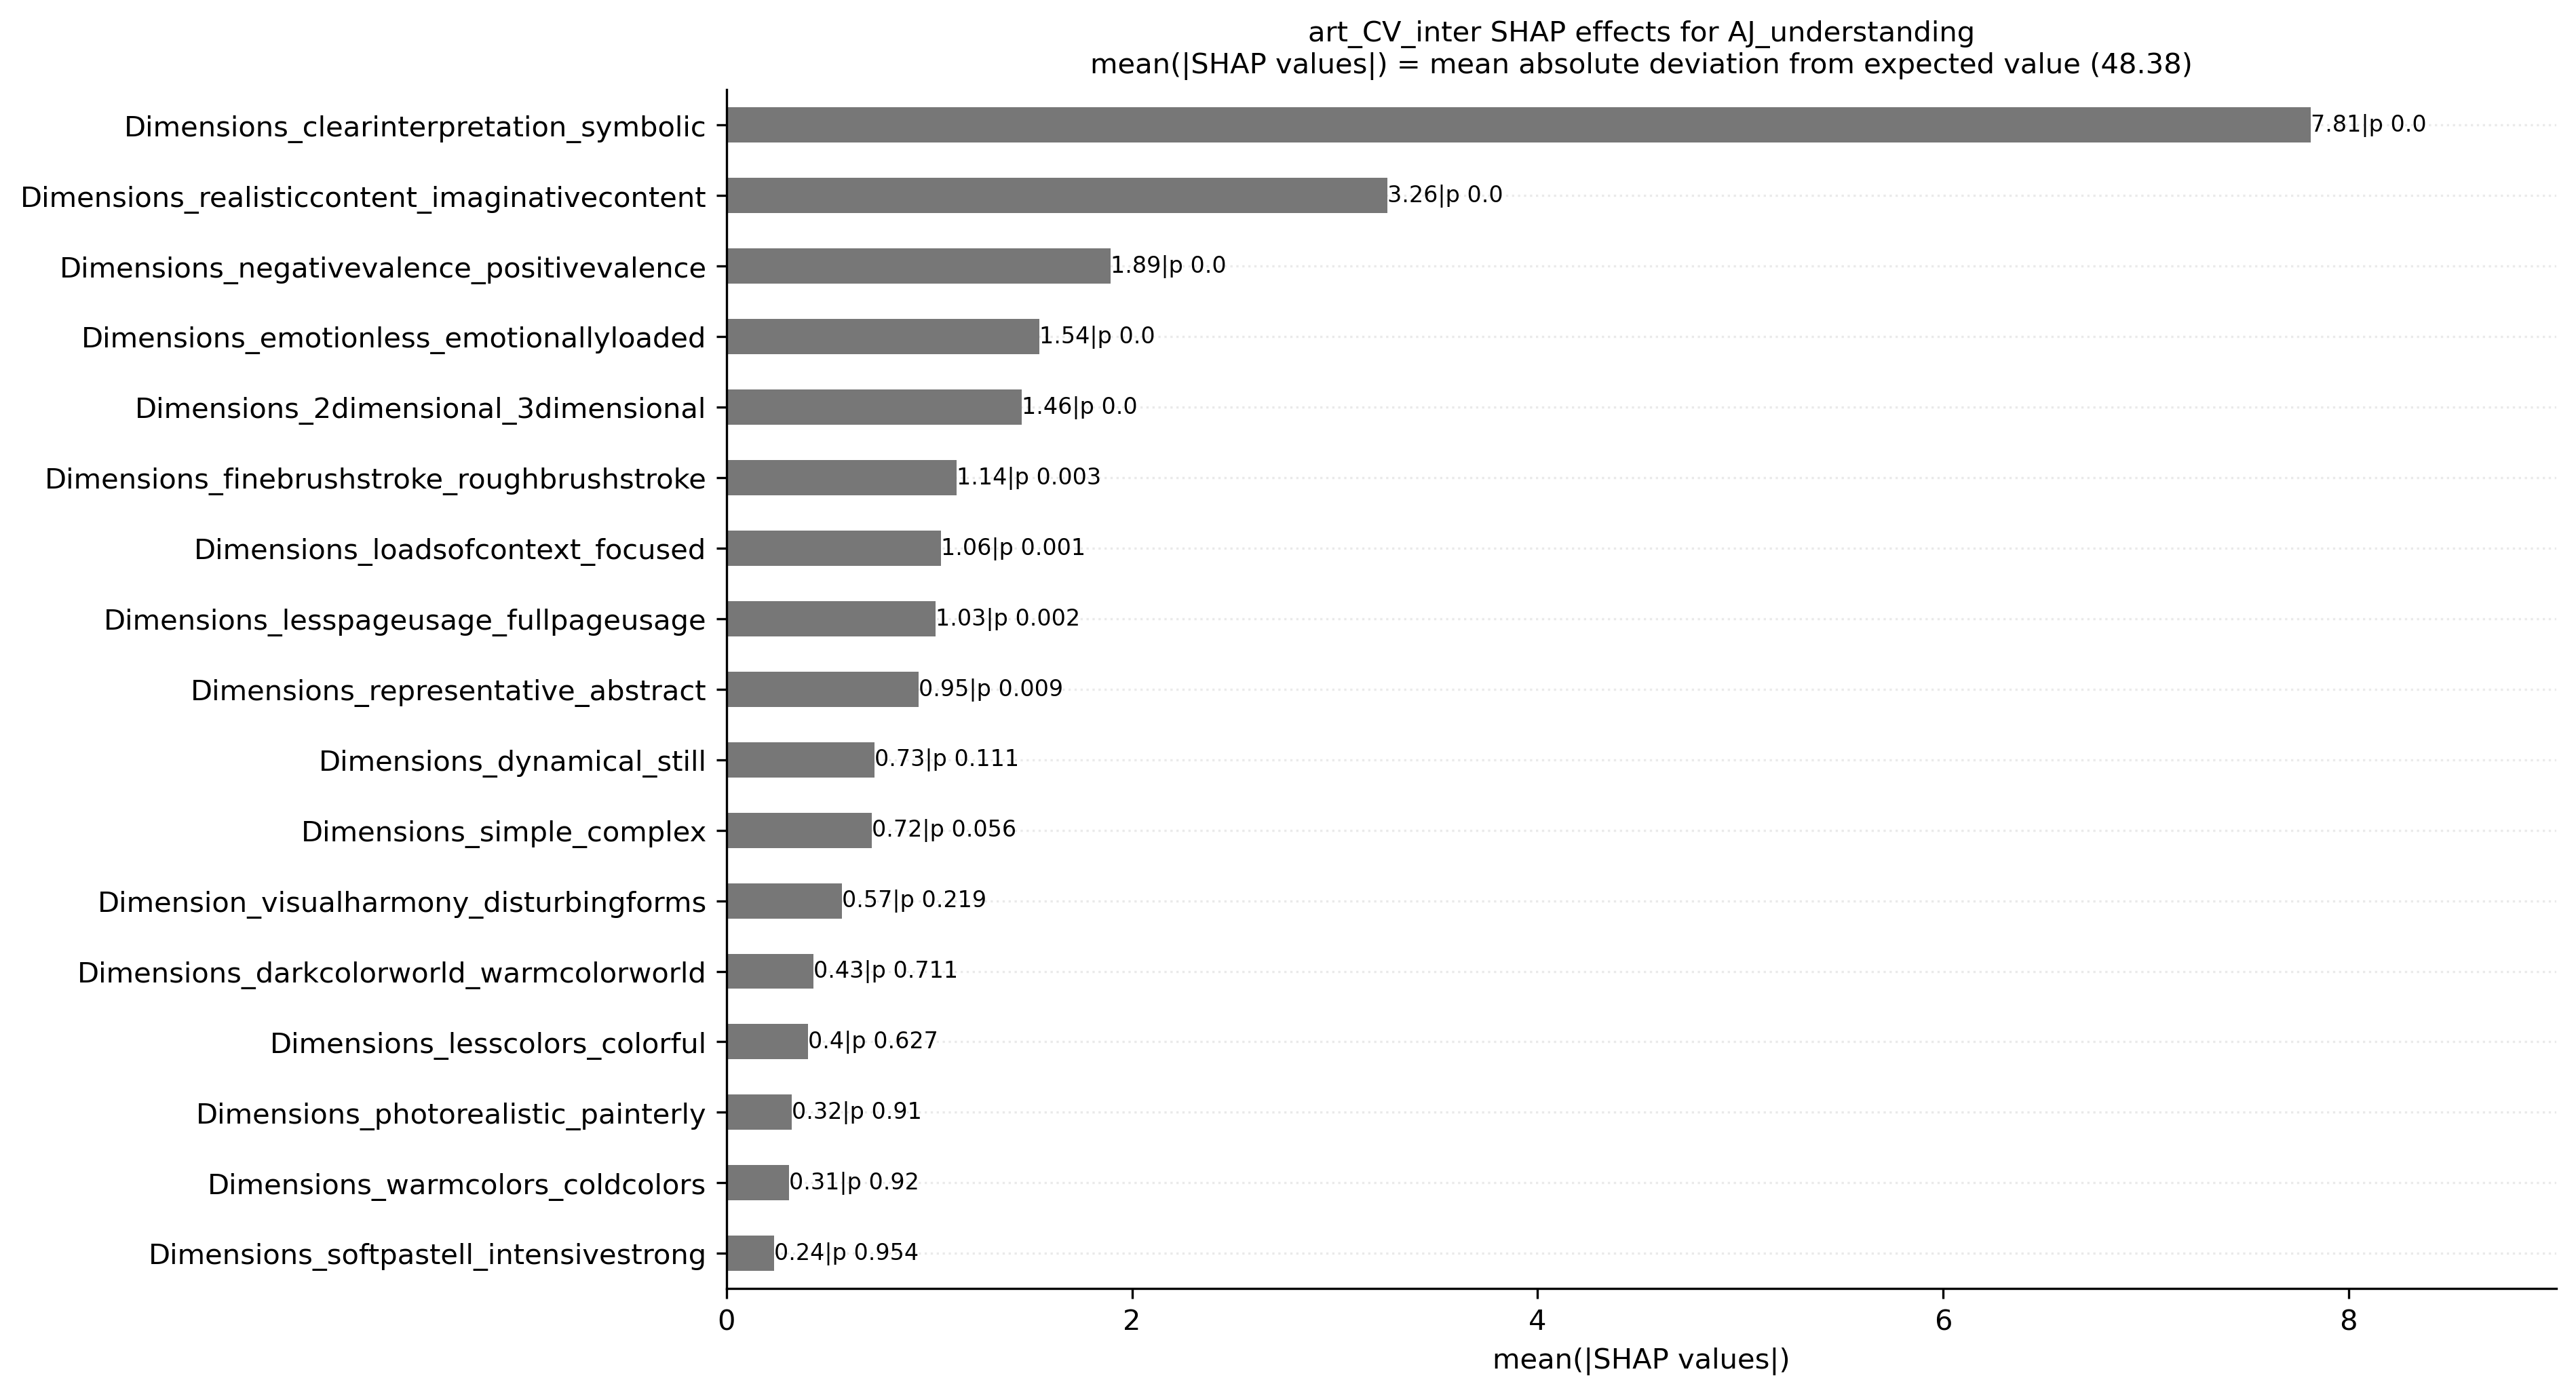 art_CV_inter SHAP effects for AJ_understanding
mean(|SHAP values|) = mean absolute deviation from expected value (48.38)
Dimensions_clearinterpretation_symbolic 7.81|p 0.0
Dimensions_realisticcontent_imaginativecontent 3.26|p 0.0
Dimensions_negativevalence_positivevalence 1.89|p 0.0
Dimensions_emotionless_emotionallyloaded 1.54|p 0.0
Dimensions_2dimensional_3dimensional 1.46|p 0.0
Dimensions_finebrushstroke_roughbrushstroke 1.14|p 0.003
Dimensions_loadsofcontext_focused 1.06|p 0.001
Dimensions_lesspageusage_fullpageusage 1.03|p 0.002
Dimensions_representative_abstract 0.95|p 0.009
Dimensions_dynamical_still 0.73|p 0.111
Dimensions_simple_complex 0.72|p 0.056
Dimension_visualharmony_disturbingforms 0.57|p 0.219
Dimensions_darkcolorworld_warmcolorworld 0.43|p 0.711
Dimensions_lesscolors_colorful 0.4|p 0.627
Dimensions_photorealistic_painterly 0.32|p 0.91
Dimensions_warmcolors_coldcolors 0.31|p 0.92
Dimensions_softpastell_intensivestrong 0.24|p 0.954
0 2 4 6 8
mean(|SHAP values|)